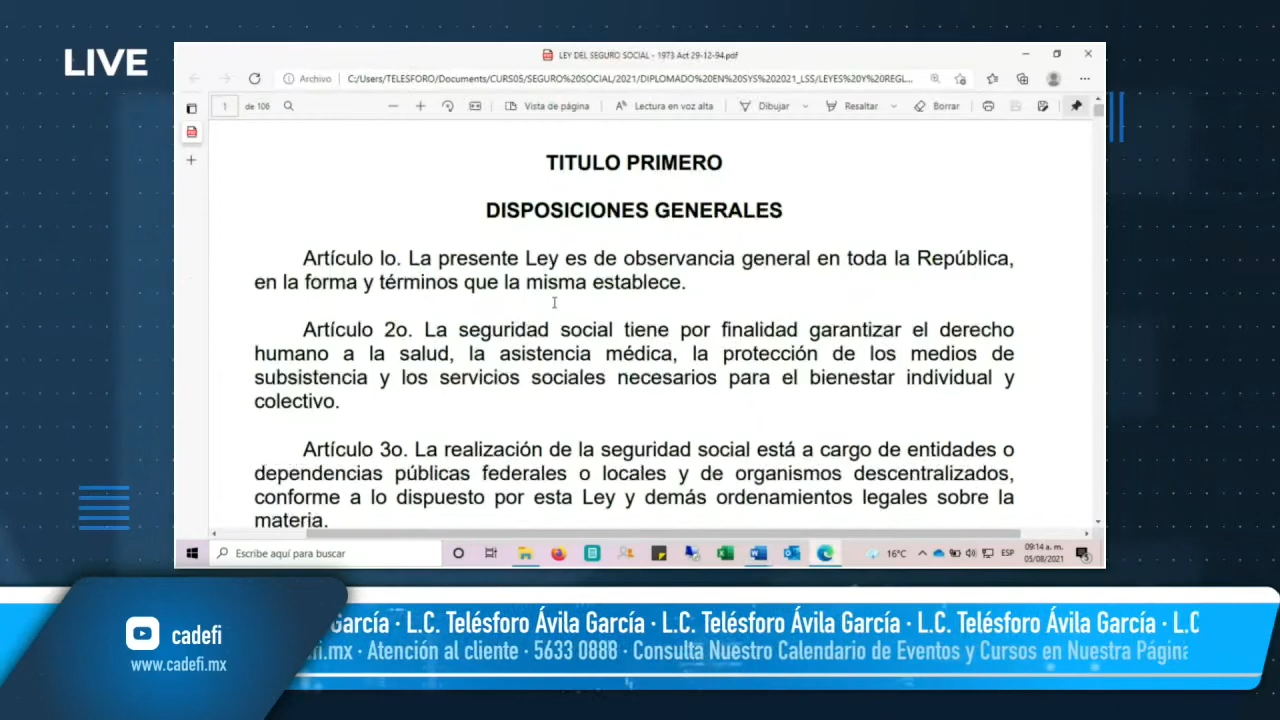 LIVE
LEY DEL SEGURO SOCIAL - 1973 Act 29-12-94.pdf
Archivo
C:/Users/TELESFORO/Documents/CURSOS/SEGURO%20SOCIAL/2021/DIPLOMADO%20EN%20SYS%202021_LSS/LEYES%20Y%20REGL...
1 de 106
Vista de página
Lectura en voz alta
Dibujar
Resaltar
Borrar
TITULO PRIMERO
DISPOSICIONES GENERALES
Artículo lo. La presente Ley es de observancia general en toda la República,
en la forma y términos que la misma establece.
Artículo 2o. La seguridad social tiene por finalidad garantizar el derecho
humano a la salud, la asistencia médica, la protección de los medios de
subsistencia y los servicios sociales necesarios para el bienestar individual y
colectivo.
Artículo 3o. La realización de la seguridad social está a cargo de entidades o
dependencias públicas federales o locales y de organismos descentralizados,
conforme a lo dispuesto por esta Ley y demás ordenamientos legales sobre la
materia.
Escribe aquí para buscar
16°C
ESP
09:14 a. m.
05/08/2021
5
cadefi
www.cadefi.mx
García · L.C. Telésforo Ávila García · L.C. Telésforo Ávila García · L.C. Telésforo Ávila García · L.C
efi.mx · Atención al cliente · 5633 0888 · Consulta Nuestro Calendario de Eventos y Cursos en Nuestra Página